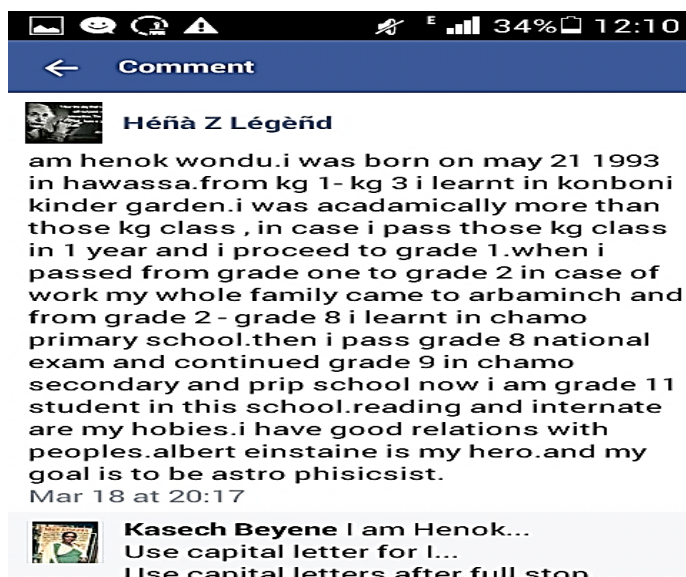 E 34% 12:10
Comment
Héñà Z Légèñd
am henok wondu.i was born on may 21 1993
in hawassa.from kg 1- kg 3 i learnt in konboni
kinder garden.i was acadamically more than
those kg class , in case i pass those kg class
in 1 year and i proceed to grade 1.when i
passed from grade one to grade 2 in case of
work my whole family came to arbaminch and
from grade 2 - grade 8 i learnt in chamo
primary school.then i pass grade 8 national
exam and continued grade 9 in chamo
secondary and prip school now i am grade 11
student in this school.reading and internate
are my hobies.i have good relations with
peoples.albert einstaine is my hero.and my
goal is to be astro phisicsist.
Mar 18 at 20:17
Kasech Beyene I am Henok...
Use capital letter for I...
Use capital letters after full stop